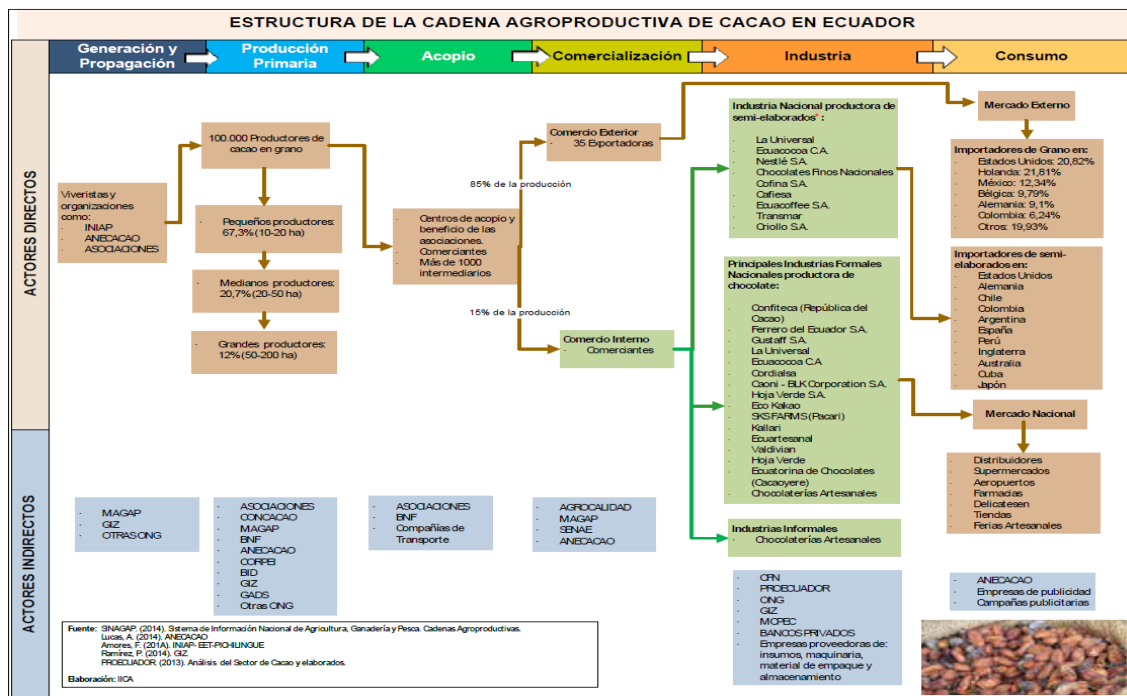 ESTRUCTURA DE LA CADENA AGROPRODUCTIVA DE CACAO EN ECUADOR
Generación y
Propagación
Producción
Primaria
Acopio
Comercialización
Industria
Consumo
ACTORES DIRECTOS
Viveristas y
organizaciones
como:
- INIAP
- ANECACAO
- ASOCIACIONES
100.000 Productores de
cacao en grano
- Pequeños productores:
67,3% (10-20 ha)
- Medianos productores:
20,7% (20-50 ha)
- Grandes productores:
12% (50-200 ha)
- Centros de acopio y
beneficio de las
asociaciones.
- Comerciantes
- Más de 1000
intermediarios
85% de la producción
15% de la producción
Comercio Exterior
- 35 Exportadoras
Comercio Interno
- Comerciantes
Industria Nacional productora de
semi-elaborados* :
- La Universal
- Ecuacocoa C.A.
- Nestlé S.A.
- Chocolates Finos Nacionales
- Cofina S.A.
- Cafiesa
- Ecuacoffee S.A.
- Transmar
- Criollo S.A.
Principales Industrias Formales
Nacionales productora de
chocolate:
- Confiteca (República del
Cacao)
- Ferrero del Ecuador S.A.
- Gustaff S.A.
- La Universal
- Ecuacocoa C.A
- Cordialsa
- Caoni - BLK Corporation S.A.
- Hoja Verde S.A.
- Eco Kakao
- SKS FARMS (Pacari)
- Kallari
- Ecuartesanal
- Valdivian
- Hoja Verde
- Ecuatorina de Chocolates
(Cacaoyere)
- Chocolaterías Artesanales
Industrias Informales
- Chocolaterías Artesanales
Mercado Externo
Importadores de Grano en:
- Estados Unidos: 20,82%
- Holanda: 21,81%
- México: 12,34%
- Bélgica: 9,79%
- Alemania: 9,1%
- Colombia: 6,24%
- Otros: 19,93%
Importadores de semi-
elaborados en:
- Estados Unidos
- Alemania
- Chile
- Colombia
- Argentina
- España
- Perú
- Inglaterra
- Australia
- Cuba
- Japón
Mercado Nacional
- Distribuidores
- Supermercados
- Aeropuertos
- Farmacias
- Delicatesen
- Tiendas
- Ferias Artesanales
ACTORES INDIRECTOS
- MAGAP
- GIZ
- OTRAS ONG
- ASOCIACIONES
- CONCACAO
- MAGAP
- BNF
- ANECACAO
- CORPEI
- BID
- GIZ
- GADS
- Otras ONG
- ASOCIACIONES
- BNF
- Compañías de
Transporte
- AGROCALIDAD
- MAGAP
- SENAE
- ANECACAO
- CFN
- PROECUADOR
- ONG
- GIZ
- MCPEC
- BANCOS PRIVADOS
- Empresas proveedoras de:
insumos, maquinaria,
material de empaque y
almacenamiento
- ANECACAO
- Empresas de publicidad
- Campañas publicitarias
Fuente: SINAGAP. (2014). Sistema de Información Nacional de Agricultura, Ganadería y Pesca. Cadenas Agroproductivas.
Lucas, A. (2014). ANECACAO
Amores, F. (201A). INIAP- EET-PICHILINGUE
Ramírez, P. (2014). GIZ.
PROECUADOR. (2013). Análisis del Sector de Cacao y elaborados.
Elaboración: IICA